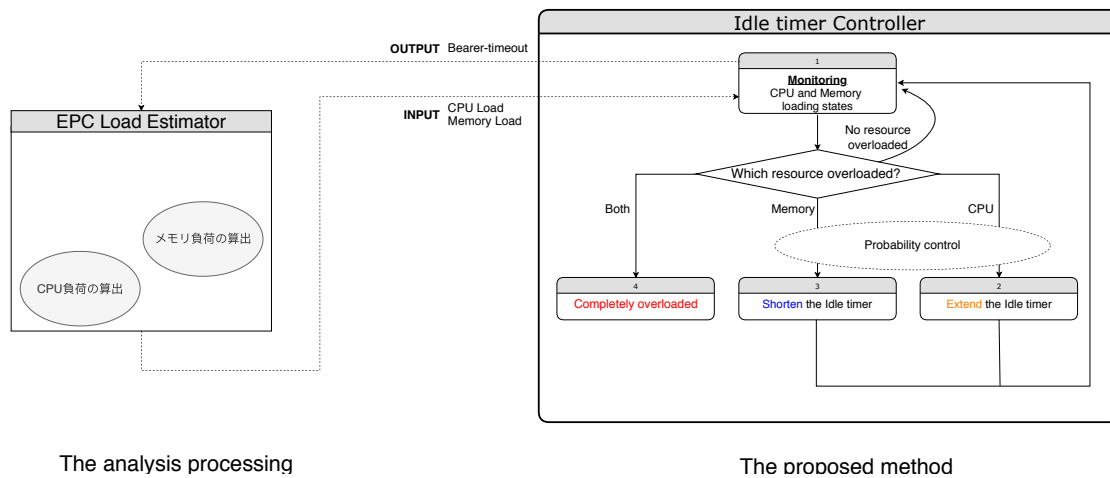 Idle timer Controller
OUTPUT Bearer-timeout
1
Monitoring
CPU and Memory
loading states
INPUT CPU Load
Memory Load
EPC Load Estimator
No resource
overloaded
Which resource overloaded?
Both
Memory
CPU
メモリ負荷の算出
Probability control
CPU負荷の算出
4
Completely overloaded
3
Shorten the Idle timer
2
Extend the Idle timer
The analysis processing
The proposed method